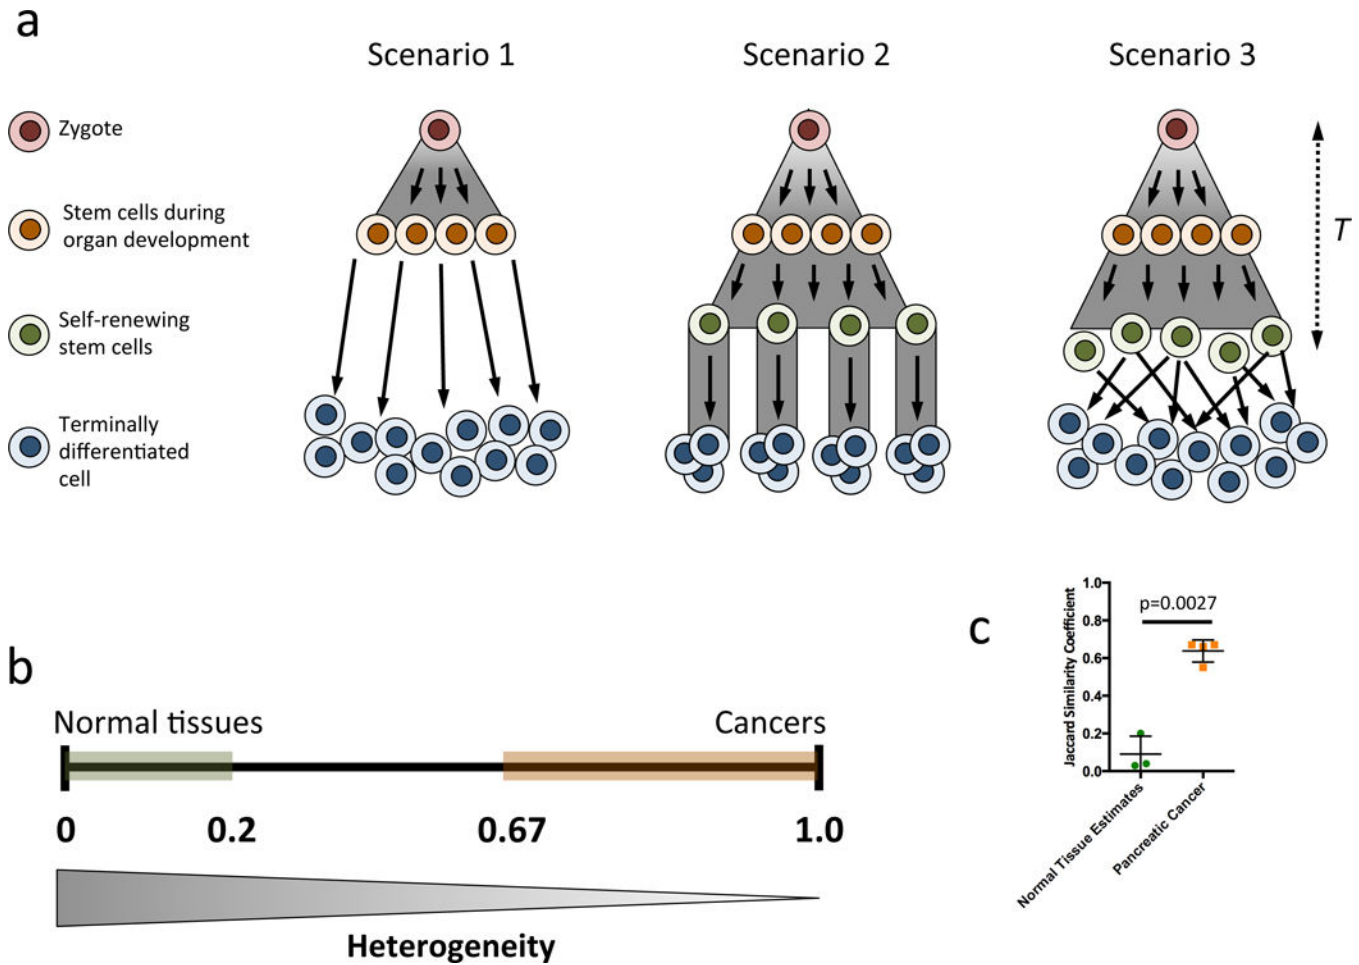 a
Scenario 1
Scenario 2
Scenario 3
Zygote
Stem cells during
organ development
T
Self-renewing
stem cells
Terminally
differentiated
cell
b
Normal tissues
Cancers
0
0.2
0.67
1.0
Heterogeneity
c
Jaccard Similarity Coefficient
1.0
0.8
0.6
0.4
0.2
0.0
p=0.0027
Normal Tissue Estimates
Pancreatic Cancer